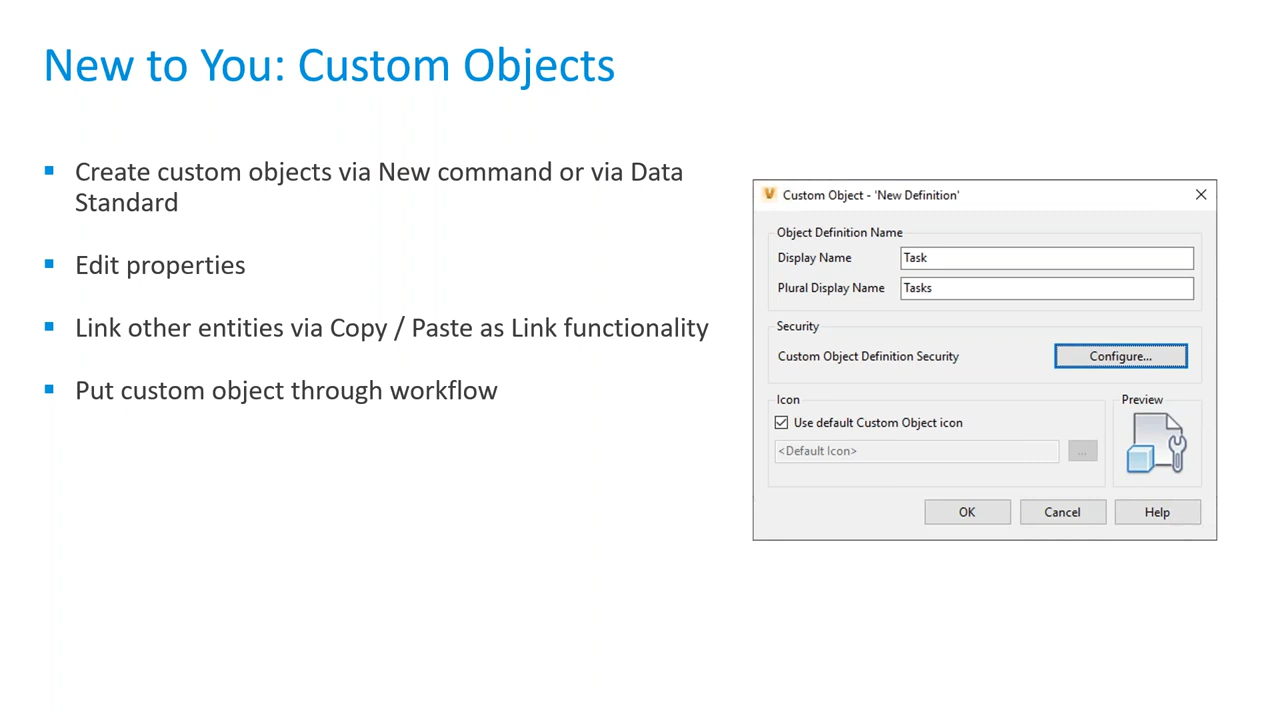 New to You: Custom Objects
Create custom objects via New command or via Data
Standard
Edit properties
Link other entities via Copy / Paste as Link functionality
Put custom object through workflow
Custom Object - 'New Definition'
Object Definition Name
Display Name
Task
Plural Display Name
Tasks
Security
Custom Object Definition Security
Configure...
Icon
Use default Custom Object icon
<Default Icon>
...
Preview
OK
Cancel
Help